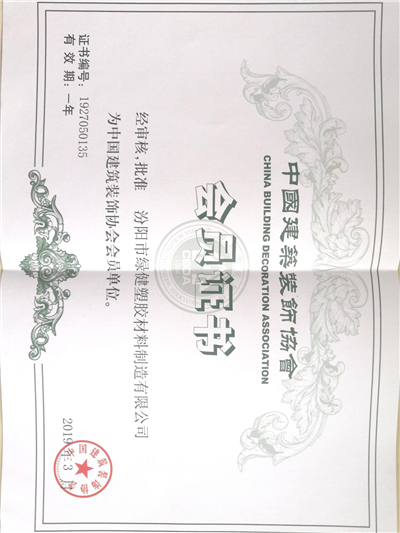 中國建築裝飾協會
CHINA BUILDING DECORATION ASSOCIATION
会员证书
经审核,批准 汾阳市绿健塑胶材料制造有限公司
为中国建筑装饰协会会员单位。
证书编号: 1927050135
有 效 期: 一年
2019年3月